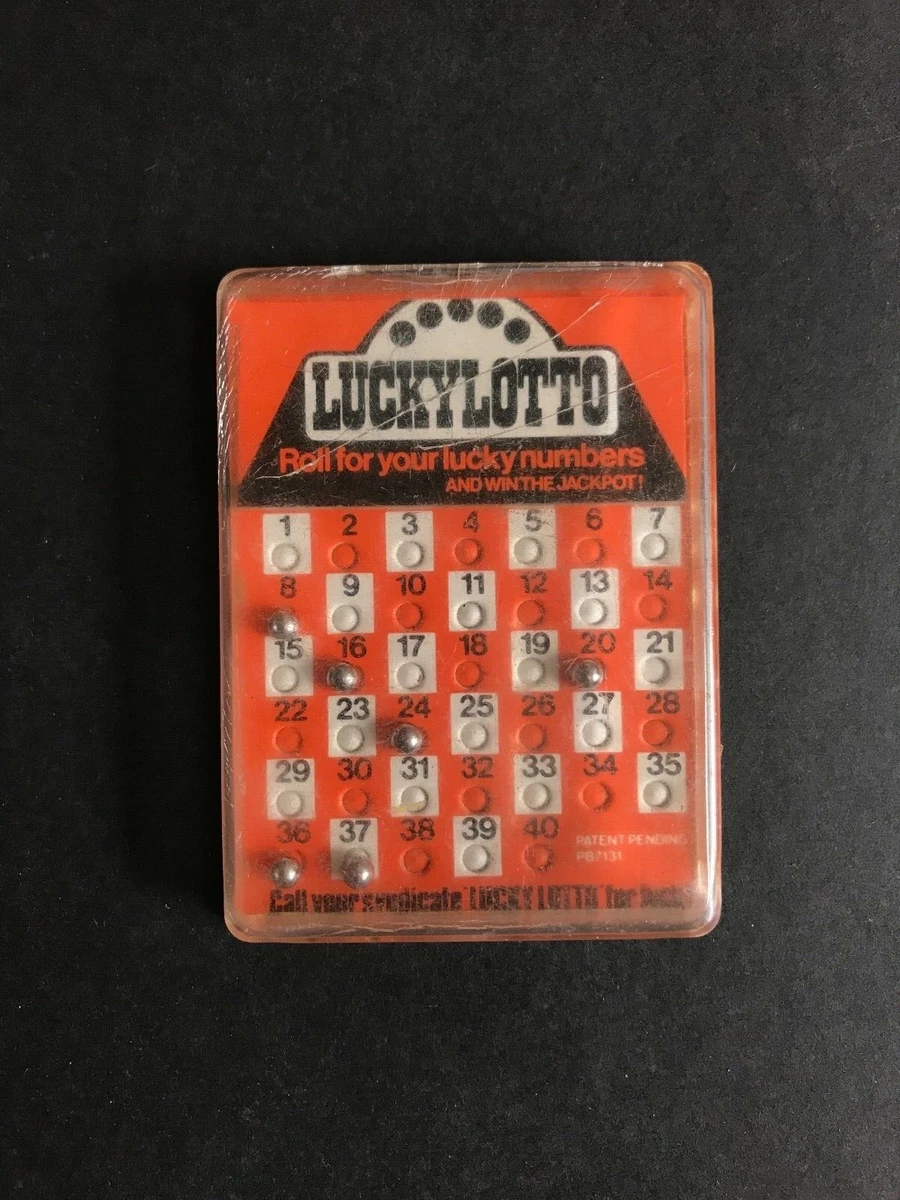 LUCKY LOTTO
Roll for your lucky numbers
AND WIN THE JACKPOT!
1 2 3 4 5 6 7
8 9 10 11 12 13 14
15 16 17 18 19 20 21
22 23 24 25 26 27 28
29 30 31 32 33 34 35
36 37 38 39 40
PATENT PENDING
PB7131
Call your syndicate 'LUCKY LOTTO' for luck